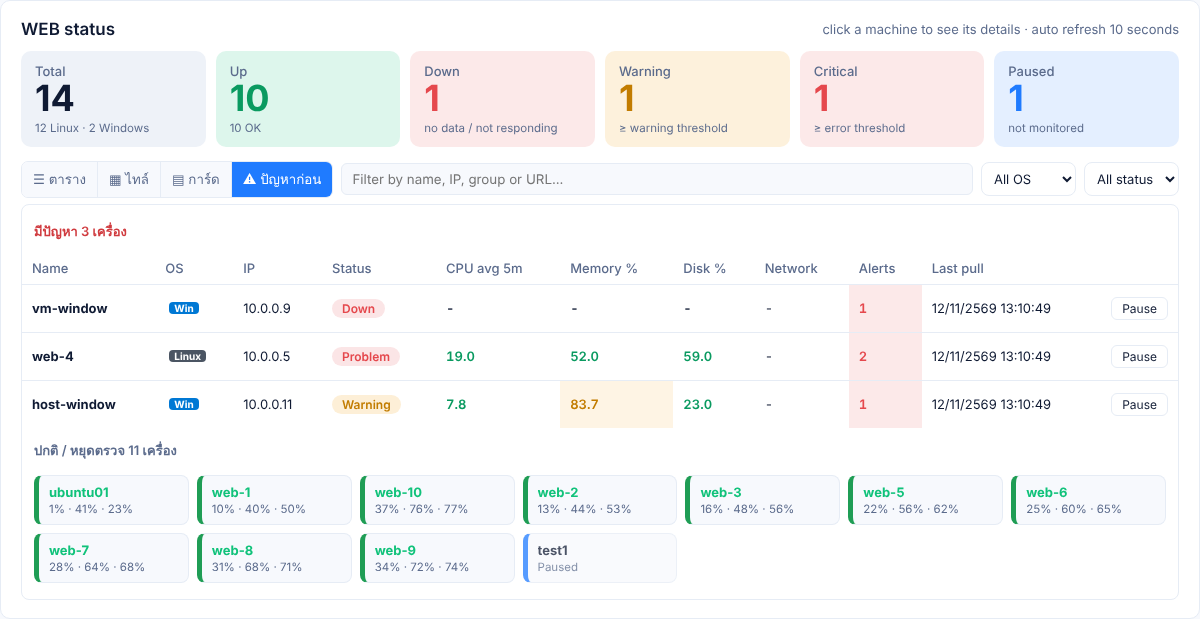 WEB status
click a machine to see its details · auto refresh 10 seconds
Total
14
12 Linux · 2 Windows
Up
10
10 OK
Down
1
no data / not responding
Warning
1
≥ warning threshold
Critical
1
≥ error threshold
Paused
1
not monitored
☰ ตาราง
▦ ไทล์
▤ การ์ด
⚠ ปัญหาก่อน
Filter by name, IP, group or URL...
All OS
All status
มีปัญหา 3 เครื่อง
Name OS IP Status CPU avg 5m Memory % Disk % Network Alerts Last pull
vm-window Win 10.0.0.9 Down - - - - 1 12/11/2569 13:10:49 Pause
web-4 Linux 10.0.0.5 Problem 19.0 52.0 59.0 - 2 12/11/2569 13:10:49 Pause
host-window Win 10.0.0.11 Warning 7.8 83.7 23.0 - 1 12/11/2569 13:10:49 Pause
ปกติ / หยุดตรวจ 11 เครื่อง
ubuntu01
1% · 41% · 23%
web-1
10% · 40% · 50%
web-10
37% · 76% · 77%
web-2
13% · 44% · 53%
web-3
16% · 48% · 56%
web-5
22% · 56% · 62%
web-6
25% · 60% · 65%
web-7
28% · 64% · 68%
web-8
31% · 68% · 71%
web-9
34% · 72% · 74%
test1
Paused